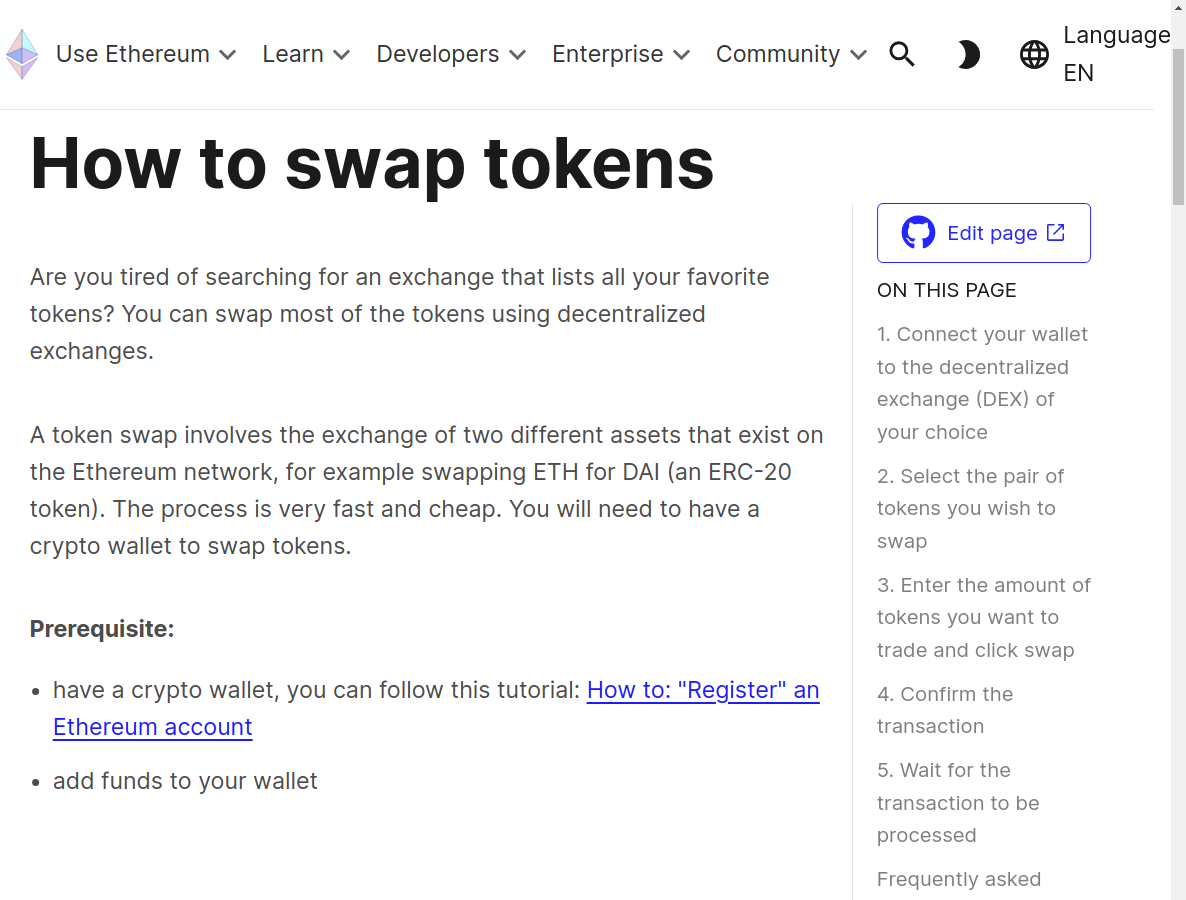 Use Ethereum
Learn
Developers
Enterprise
Community
Language
EN
How to swap tokens
Are you tired of searching for an exchange that lists all your favorite
tokens? You can swap most of the tokens using decentralized
exchanges.
A token swap involves the exchange of two different assets that exist on
the Ethereum network, for example swapping ETH for DAI (an ERC-20
token). The process is very fast and cheap. You will need to have a
crypto wallet to swap tokens.
Prerequisite:
• have a crypto wallet, you can follow this tutorial: How to: "Register" an
Ethereum account
• add funds to your wallet
Edit page
ON THIS PAGE
1. Connect your wallet
to the decentralized
exchange (DEX) of
your choice
2. Select the pair of
tokens you wish to
swap
3. Enter the amount of
tokens you want to
trade and click swap
4. Confirm the
transaction
5. Wait for the
transaction to be
processed
Frequently asked